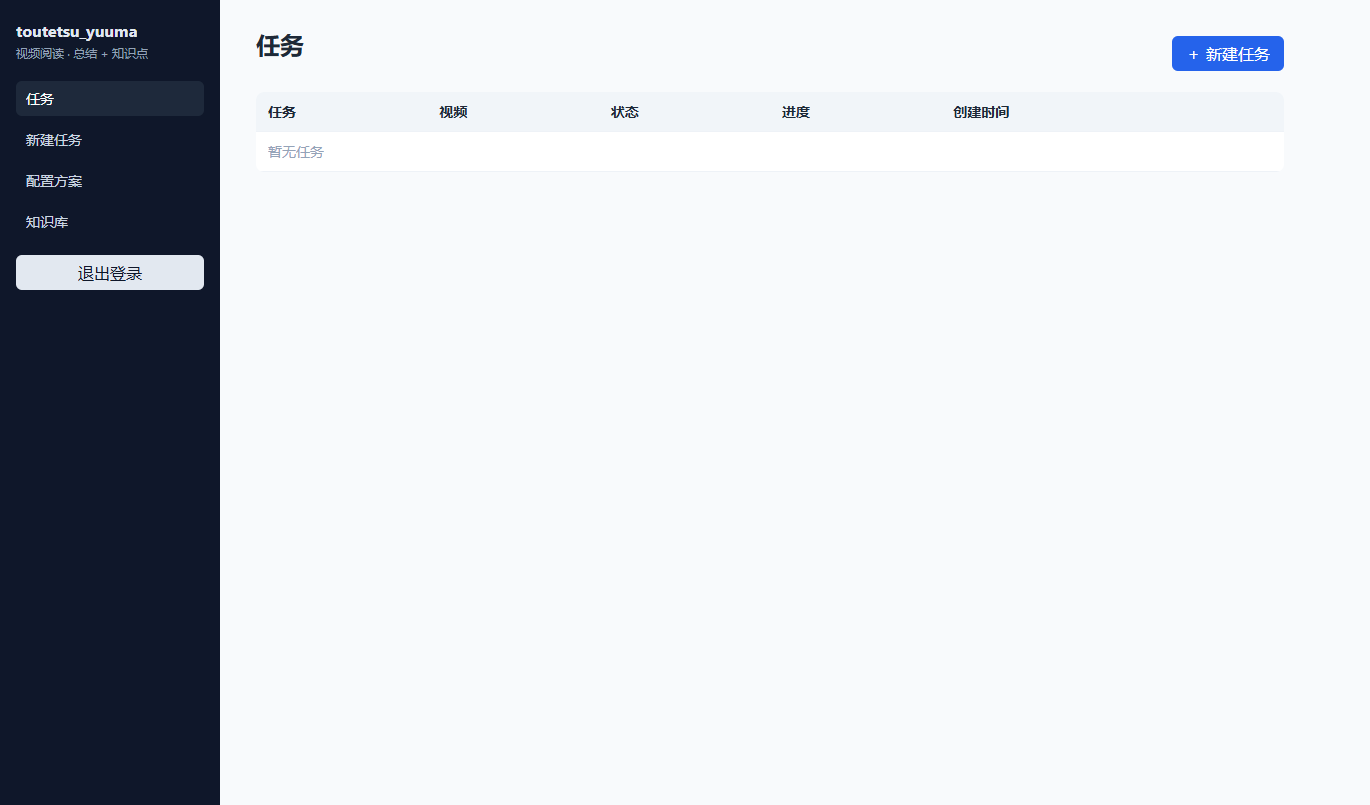 toutetsu_yuuma
视频阅读 · 总结 + 知识点
任务
新建任务
配置方案
知识库
退出登录
任务
+ 新建任务
任务 视频 状态 进度 创建时间
暂无任务